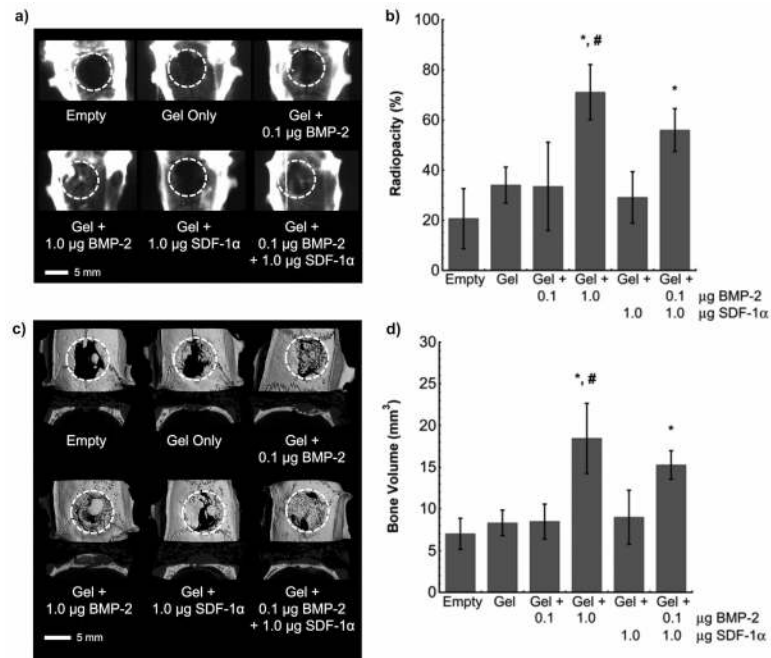 a)
Empty
Gel Only
Gel +
0.1 µg BMP-2
Gel +
1.0 µg BMP-2
Gel +
1.0 µg SDF-1α
Gel +
0.1 µg BMP-2
+ 1.0 µg SDF-1α
5 mm
b)
*, #
*
Radiopacity (%)
100
80
60
40
20
0
Empty Gel Gel + Gel + Gel + Gel +
0.1 1.0 0.1 µg BMP-2
1.0 1.0 µg SDF-1α
c)
Empty
Gel Only
Gel +
0.1 µg BMP-2
Gel +
1.0 µg BMP-2
Gel +
1.0 µg SDF-1α
Gel +
0.1 µg BMP-2
+ 1.0 µg SDF-1α
5 mm
d)
*, #
*
Bone Volume (mm³)
30
25
20
15
10
5
0
Empty Gel Gel + Gel + Gel + Gel +
0.1 1.0 0.1 µg BMP-2
1.0 1.0 µg SDF-1α